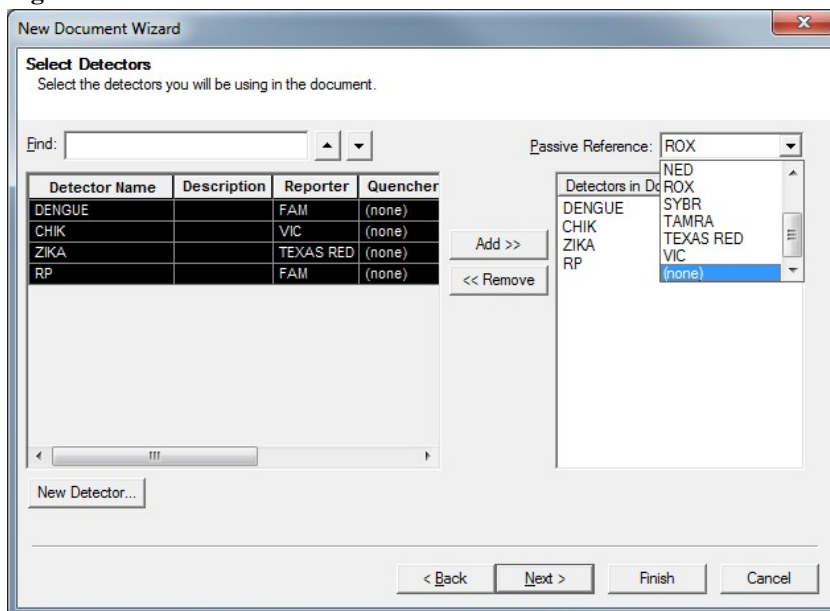 New Document Wizard
Select Detectors
Select the detectors you will be using in the document.
Find:
Passive Reference: ROX
NED
ROX
SYBR
TAMRA
TEXAS RED
VIC
(none)
Detector Name Description Reporter Quencher
DENGUE FAM (none)
CHIK VIC (none)
ZIKA TEXAS RED (none)
RP FAM (none)
Add >>
<< Remove
Detectors in Do
DENGUE
CHIK
ZIKA
RP
New Detector...
< Back Next > Finish Cancel